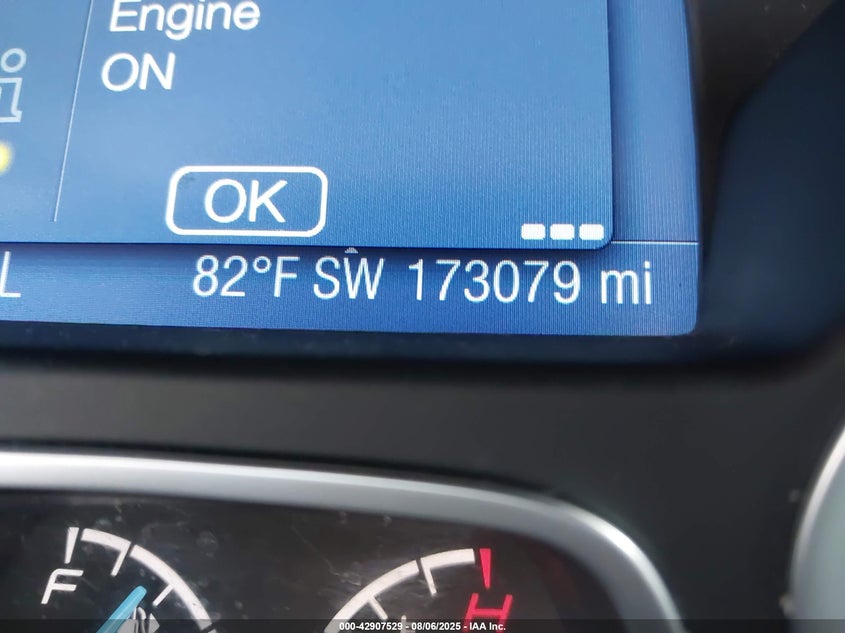 Engine
ON
OK
L 82°F SW 173079 mi
F H
000-42907529 - 08/06/2025 - IAA Inc.